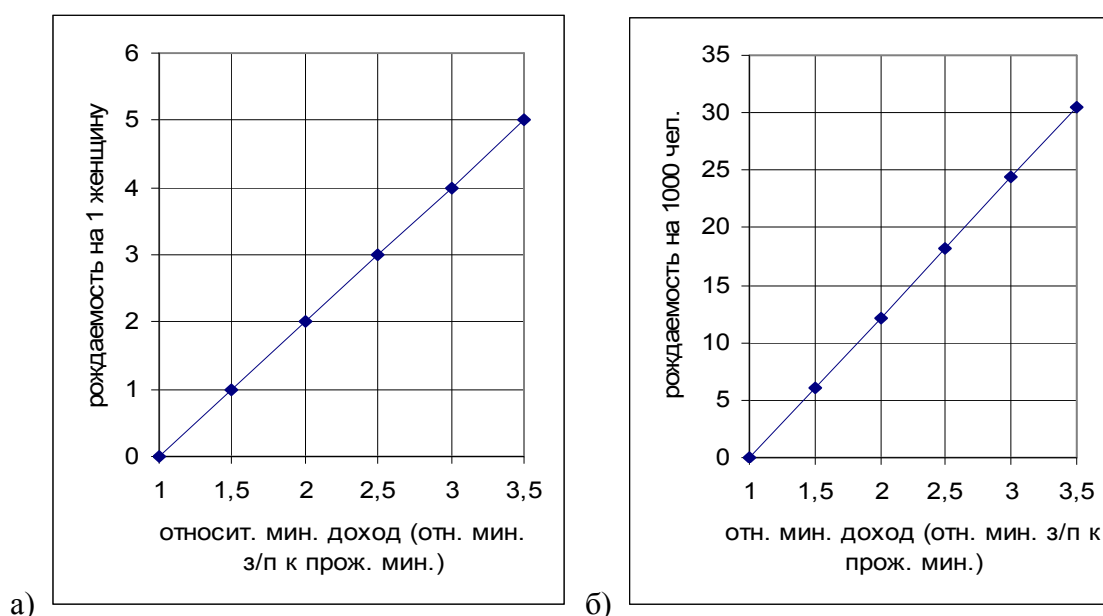 6
5
4
3
2
1
0
1 1,5 2 2,5 3 3,5
рождаемость на 1 женщину
относит. мин. доход (отн. мин.
з/п к прож. мин.)
а)
35
30
25
20
15
10
5
0
1 1,5 2 2,5 3 3,5
рождаемость на 1000 чел.
отн. мин. доход (отн. мин. з/п к
прож. мин.)
б)